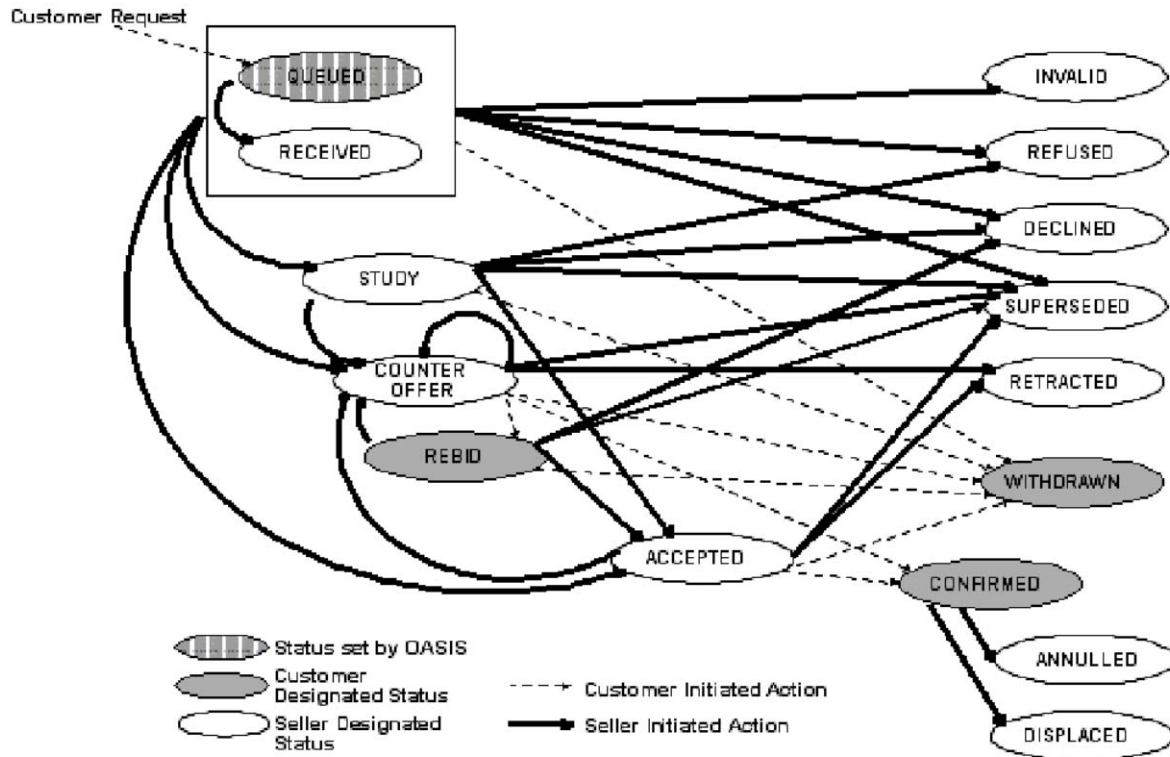 Customer Request
QUEUED
RECEIVED
STUDY
COUNTER
OFFER
REBID
ACCEPTED
INVALID
REFUSED
DECLINED
SUPERSEDED
RETRACTED
WITHDRAWN
CONFIRMED
ANNULLED
DISPLACED
Status set by OASIS
Customer
Designated Status
Seller Designated
Status
Customer Initiated Action
Seller Initiated Action